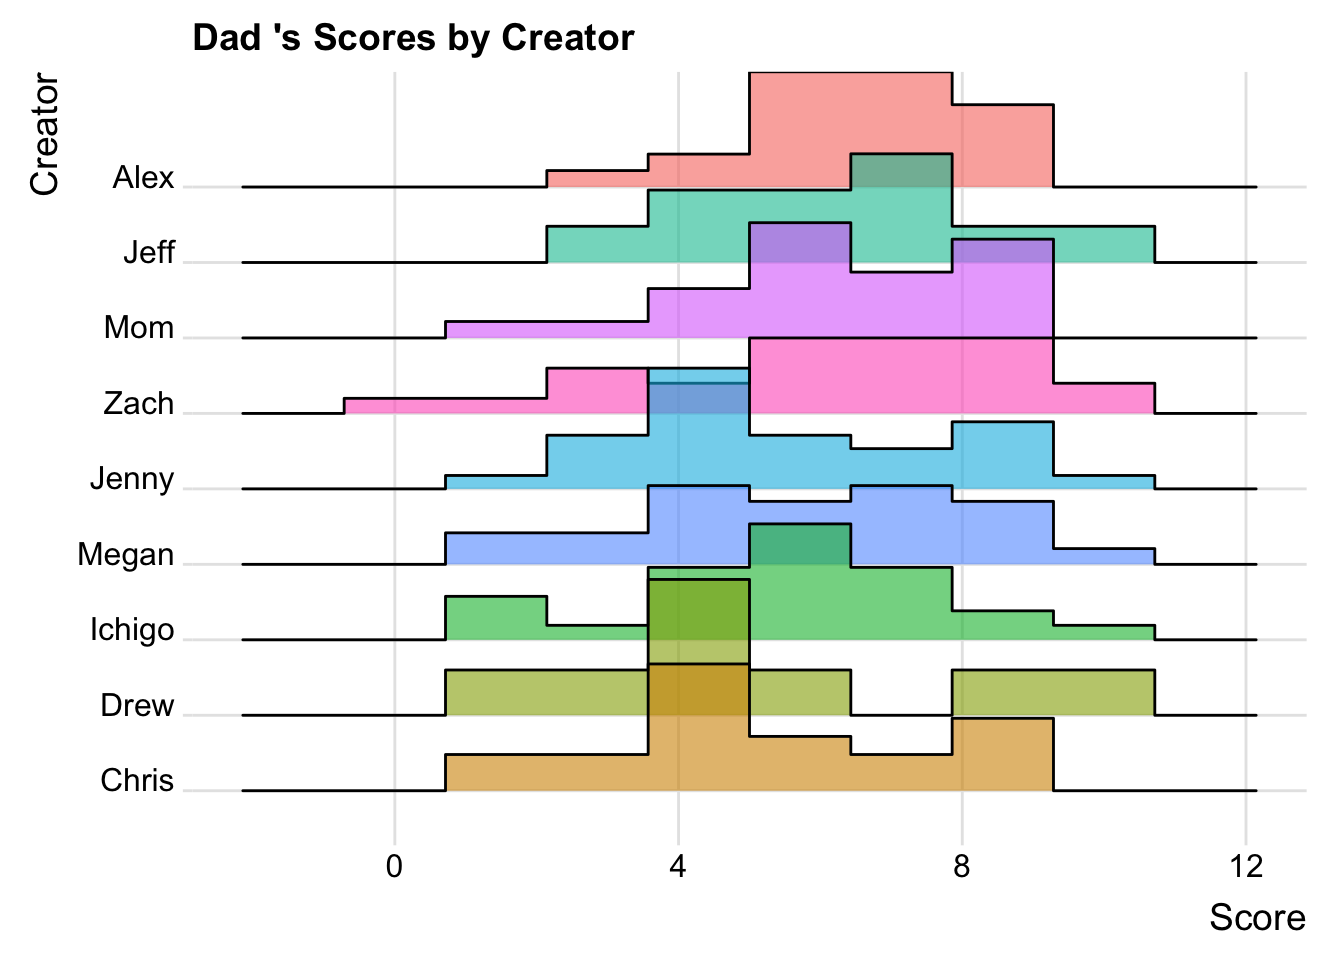 Dad 's Scores by Creator
Creator
Alex
Jeff
Mom
Zach
Jenny
Megan
Ichigo
Drew
Chris
0 4 8 12
Score